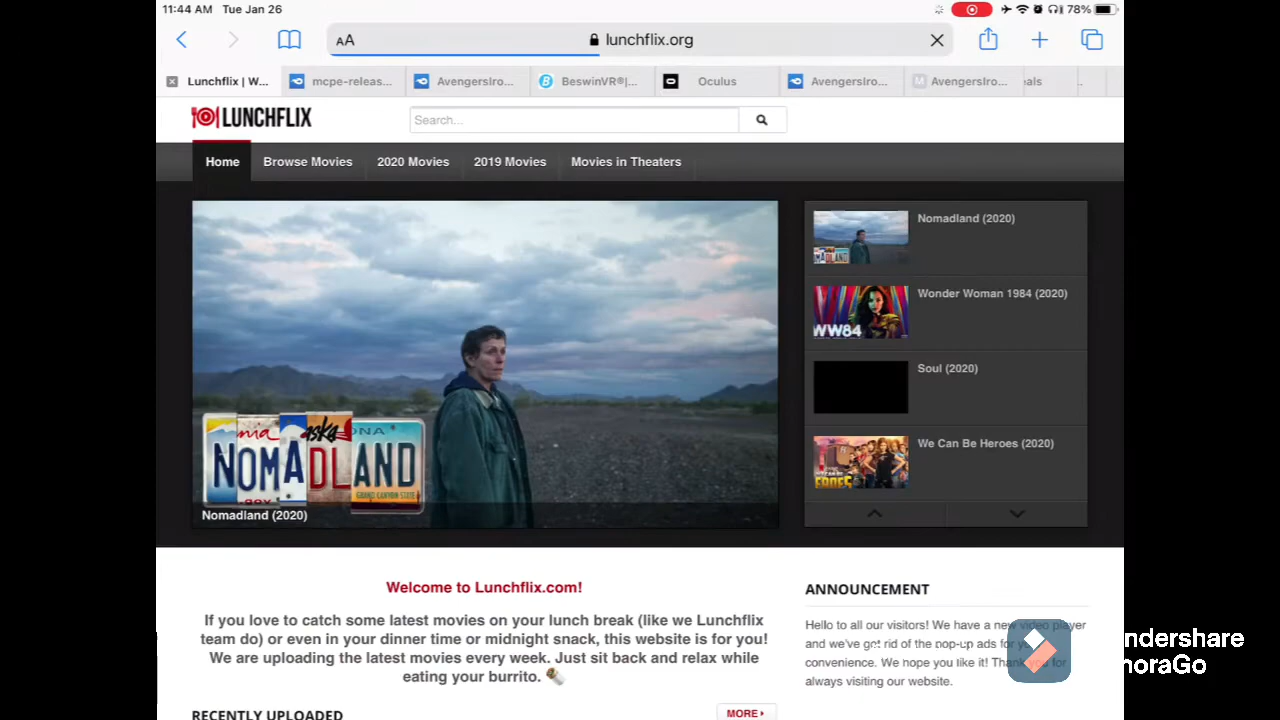 11:44 AM Tue Jan 26
78%
AA
lunchflix.org
Lunchflix | W...
mcpe-releas...
AvengersIro...
BeswinVR®|...
Oculus
AvengersIro...
AvengersIro...
als
LUNCHFLIX
Search...
Home
Browse Movies
2020 Movies
2019 Movies
Movies in Theaters
NOMADLAND
Nomadland (2020)
Nomadland (2020)
Wonder Woman 1984 (2020)
WW84
Soul (2020)
We Can Be Heroes (2020)
Welcome to Lunchflix.com!
If you love to catch some latest movies on your lunch break (like we Lunchflix
team do) or even in your dinner time or midnight snack, this website is for you!
We are uploading the latest movies every week. Just sit back and relax while
eating your burrito.
ANNOUNCEMENT
Hello to all our visitors! We have a new video player
and we've got rid of the pop-up ads for
convenience. We hope you like it! Thank you for
always visiting our website.
RECENTLY UPLOADED
MORE
ndershare
noraGo